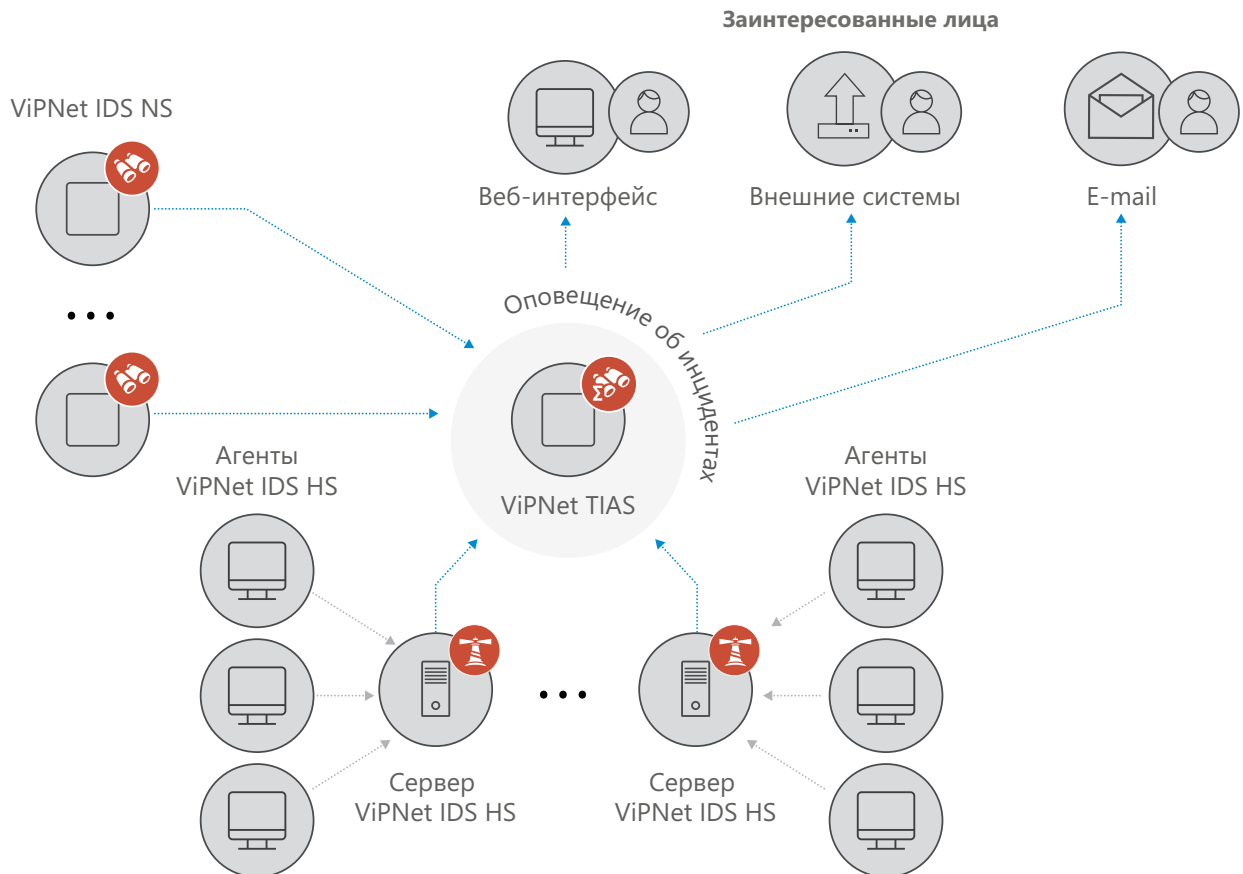 Заинтересованные лица
ViPNet IDS NS
Веб-интерфейс
Внешние системы
E-mail
Оповещение об инцидентах
ViPNet TIAS
Агенты
ViPNet IDS HS
Агенты
ViPNet IDS HS
Сервер
ViPNet IDS HS
Сервер
ViPNet IDS HS